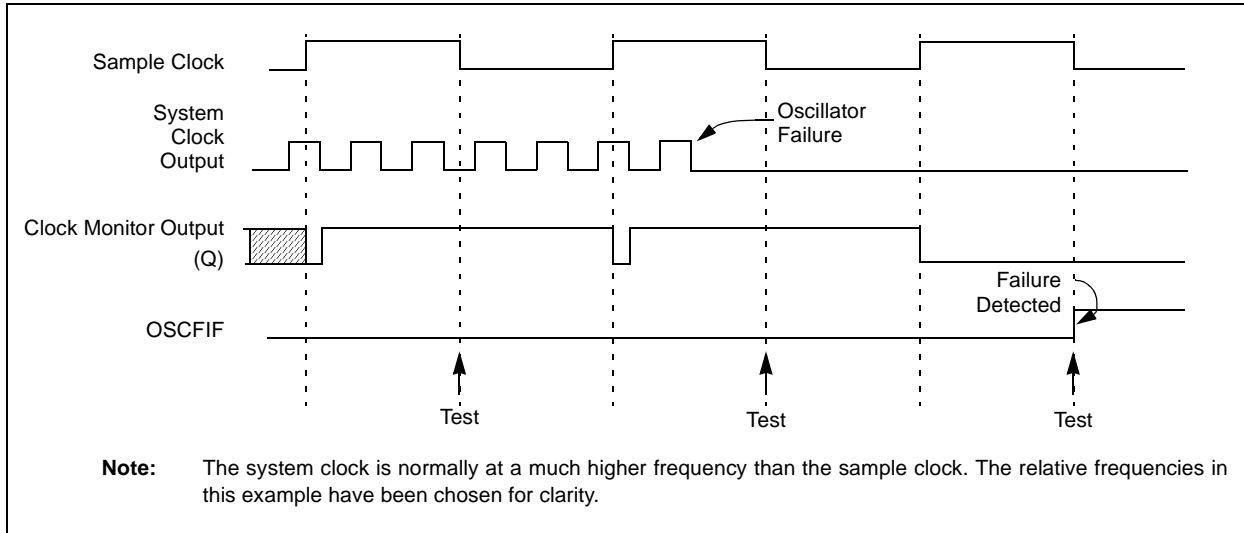 Sample Clock
System
Clock
Output
Oscillator
Failure
Clock Monitor Output
(Q)
Failure
Detected
OSCFIF
Test
Test
Test
Note: The system clock is normally at a much higher frequency than the sample clock. The relative frequencies in
this example have been chosen for clarity.